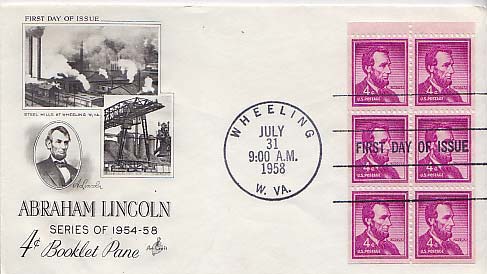 FIRST DAY OF ISSUE
STEEL MILLS AT WHEELING W.VA.
A. Lincoln
ABRAHAM LINCOLN
SERIES OF 1954-58
4¢ Booklet Pane
ArtCraft
WHEELING
JULY
31
9:00 A.M.
1958
W. VA.
4¢ 4¢
U.S. POSTAGE U.S. POSTAGE
FIRST DAY OF ISSUE
4¢ 4¢
U.S. POSTAGE U.S. POSTAGE
4¢ 4¢
U.S. POSTAGE U.S. POSTAGE